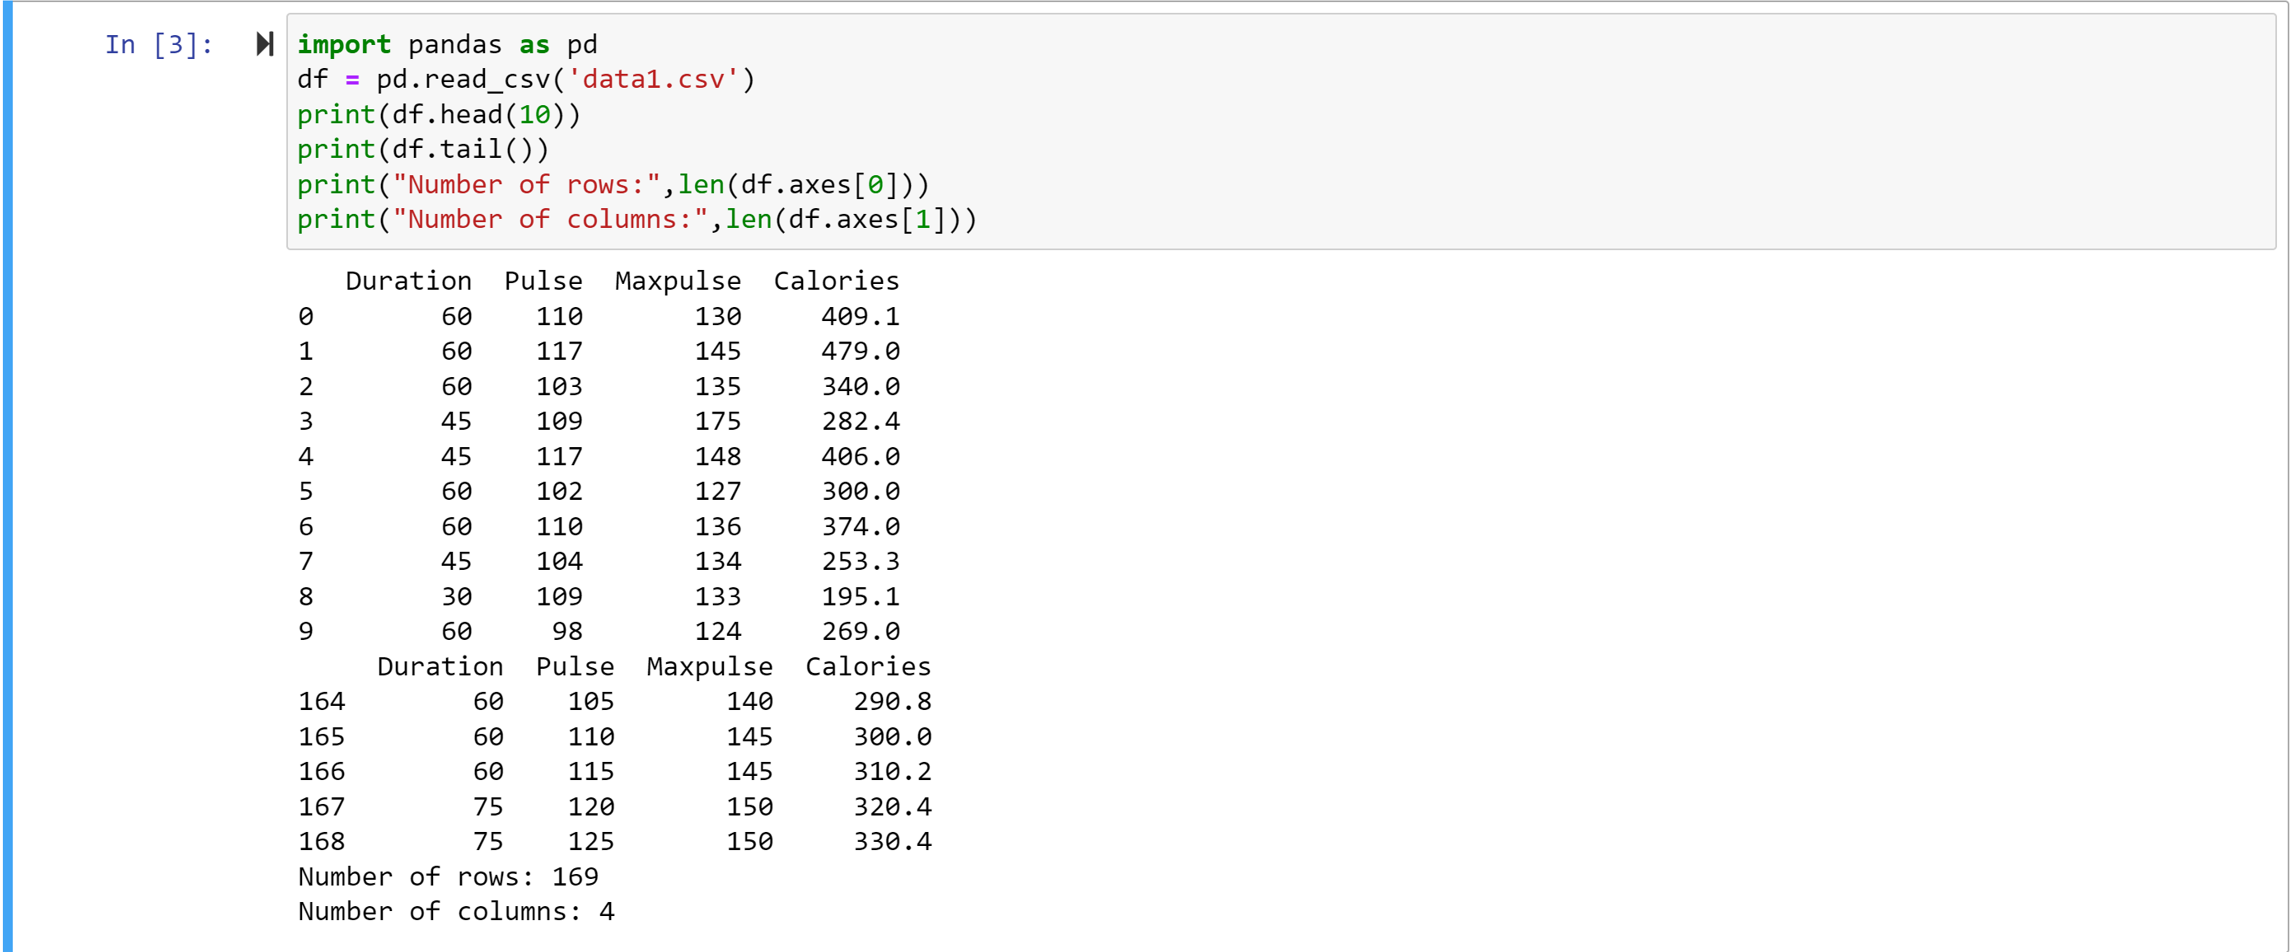 In [3]:
import pandas as pd
df = pd.read_csv('data1.csv')
print(df.head(10))
print(df.tail())
print("Number of rows:",len(df.axes[0]))
print("Number of columns:",len(df.axes[1]))
   Duration  Pulse  Maxpulse  Calories
0        60    110       130     409.1
1        60    117       145     479.0
2        60    103       135     340.0
3        45    109       175     282.4
4        45    117       148     406.0
5        60    102       127     300.0
6        60    110       136     374.0
7        45    104       134     253.3
8        30    109       133     195.1
9        60     98       124     269.0
     Duration  Pulse  Maxpulse  Calories
164        60    105       140     290.8
165        60    110       145     300.0
166        60    115       145     310.2
167        75    120       150     320.4
168        75    125       150     330.4
Number of rows: 169
Number of columns: 4